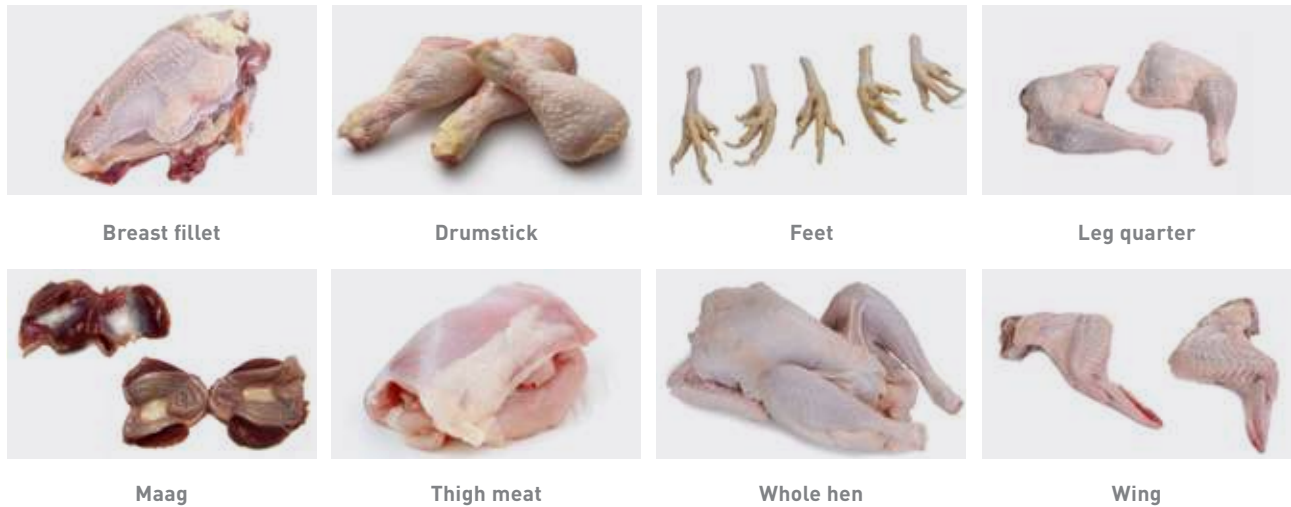 Breast fillet
Drumstick
Feet
Leg quarter
Maag
Thigh meat
Whole hen
Wing